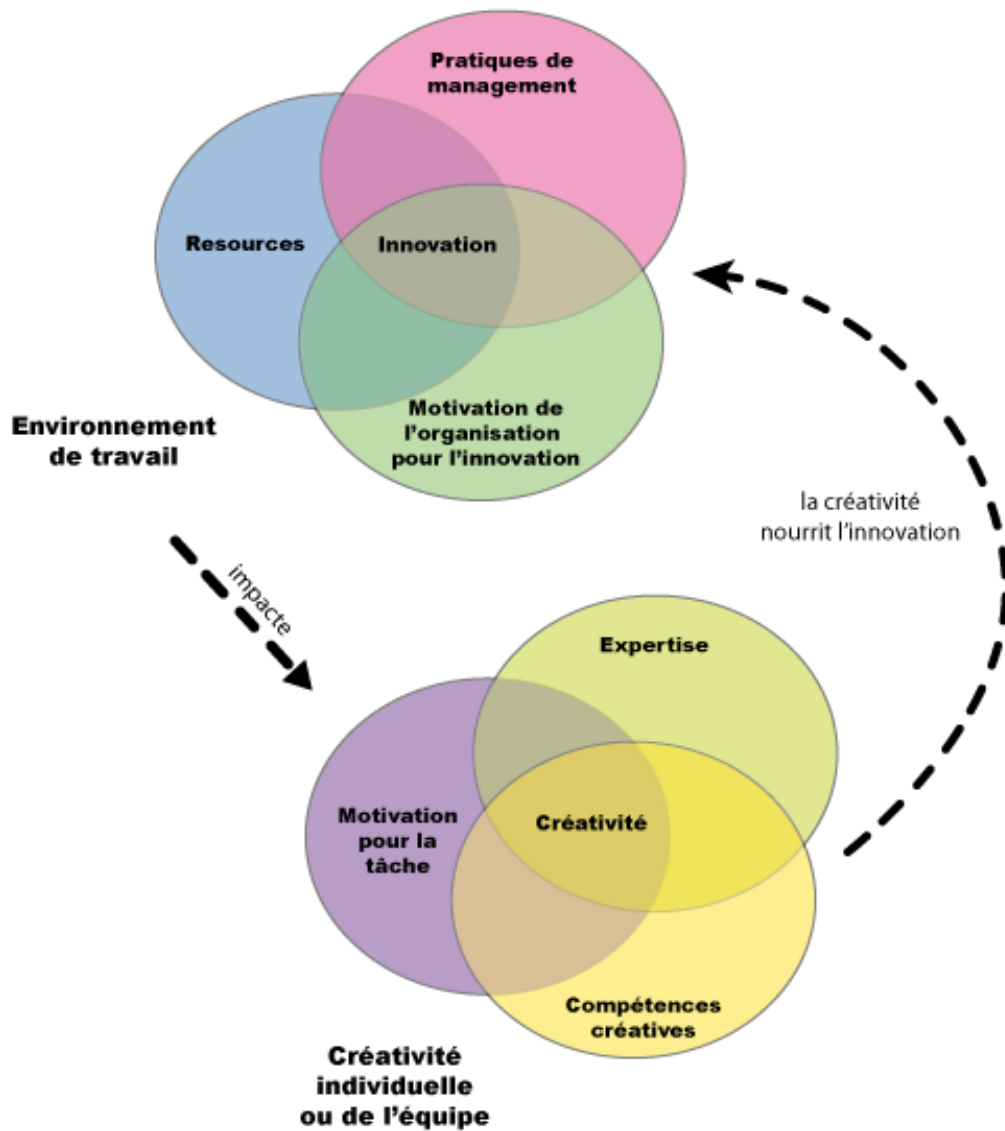 Pratiques de
management
Resources
Innovation
Motivation de
l'organisation
pour l'innovation
Environnement
de travail
la créativité
nourrit l'innovation
impacte
Expertise
Motivation
pour la
tâche
Créativité
Compétences
créatives
Créativité
individuelle
ou de l'équipe